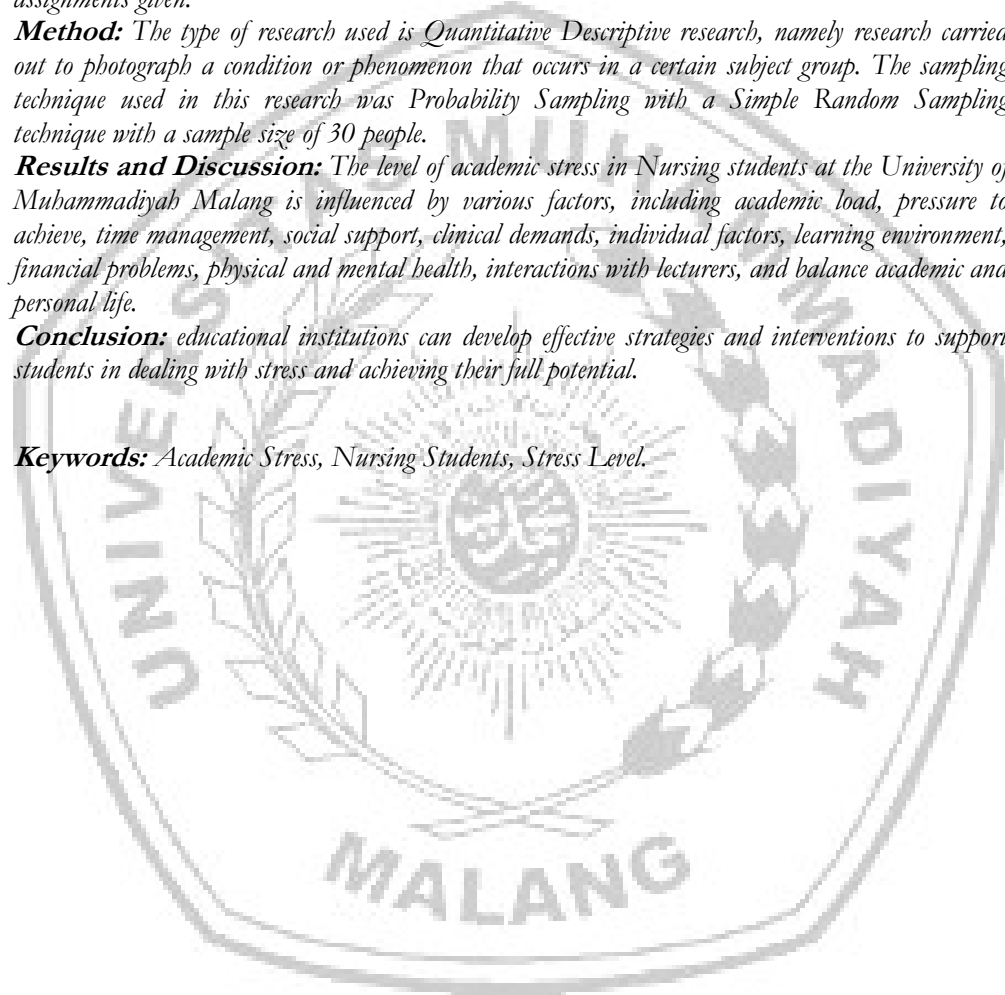 assignments given.
Method: The type of research used is Quantitative Descriptive research, namely research carried
out to photograph a condition or phenomenon that occurs in a certain subject group. The sampling
technique used in this research was Probability Sampling with a Simple Random Sampling
technique with a sample size of 30 people.
Results and Discussion: The level of academic stress in Nursing students at the University of
Muhammadiyah Malang is influenced by various factors, including academic load, pressure to
achieve, time management, social support, clinical demands, individual factors, learning environment,
financial problems, physical and mental health, interactions with lecturers, and balance academic and
personal life.
Conclusion: educational institutions can develop effective strategies and interventions to support
students in dealing with stress and achieving their full potential.
Keywords: Academic Stress, Nursing Students, Stress Level.
UNIVERSITAS MUHAMMADIYAH
MALANG